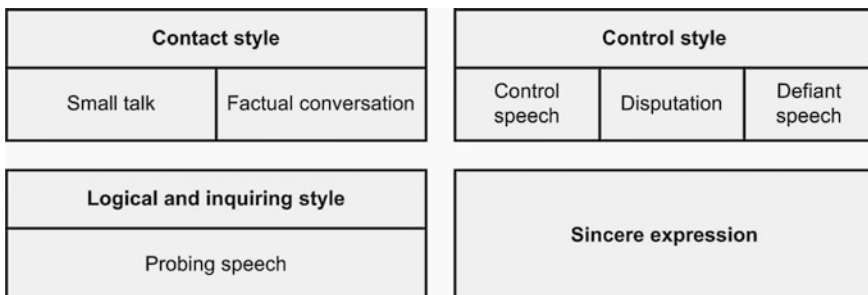 Contact style
Small talk
Factual conversation
Control style
Control
speech
Disputation
Defiant
speech
Logical and inquiring style
Probing speech
Sincere expression